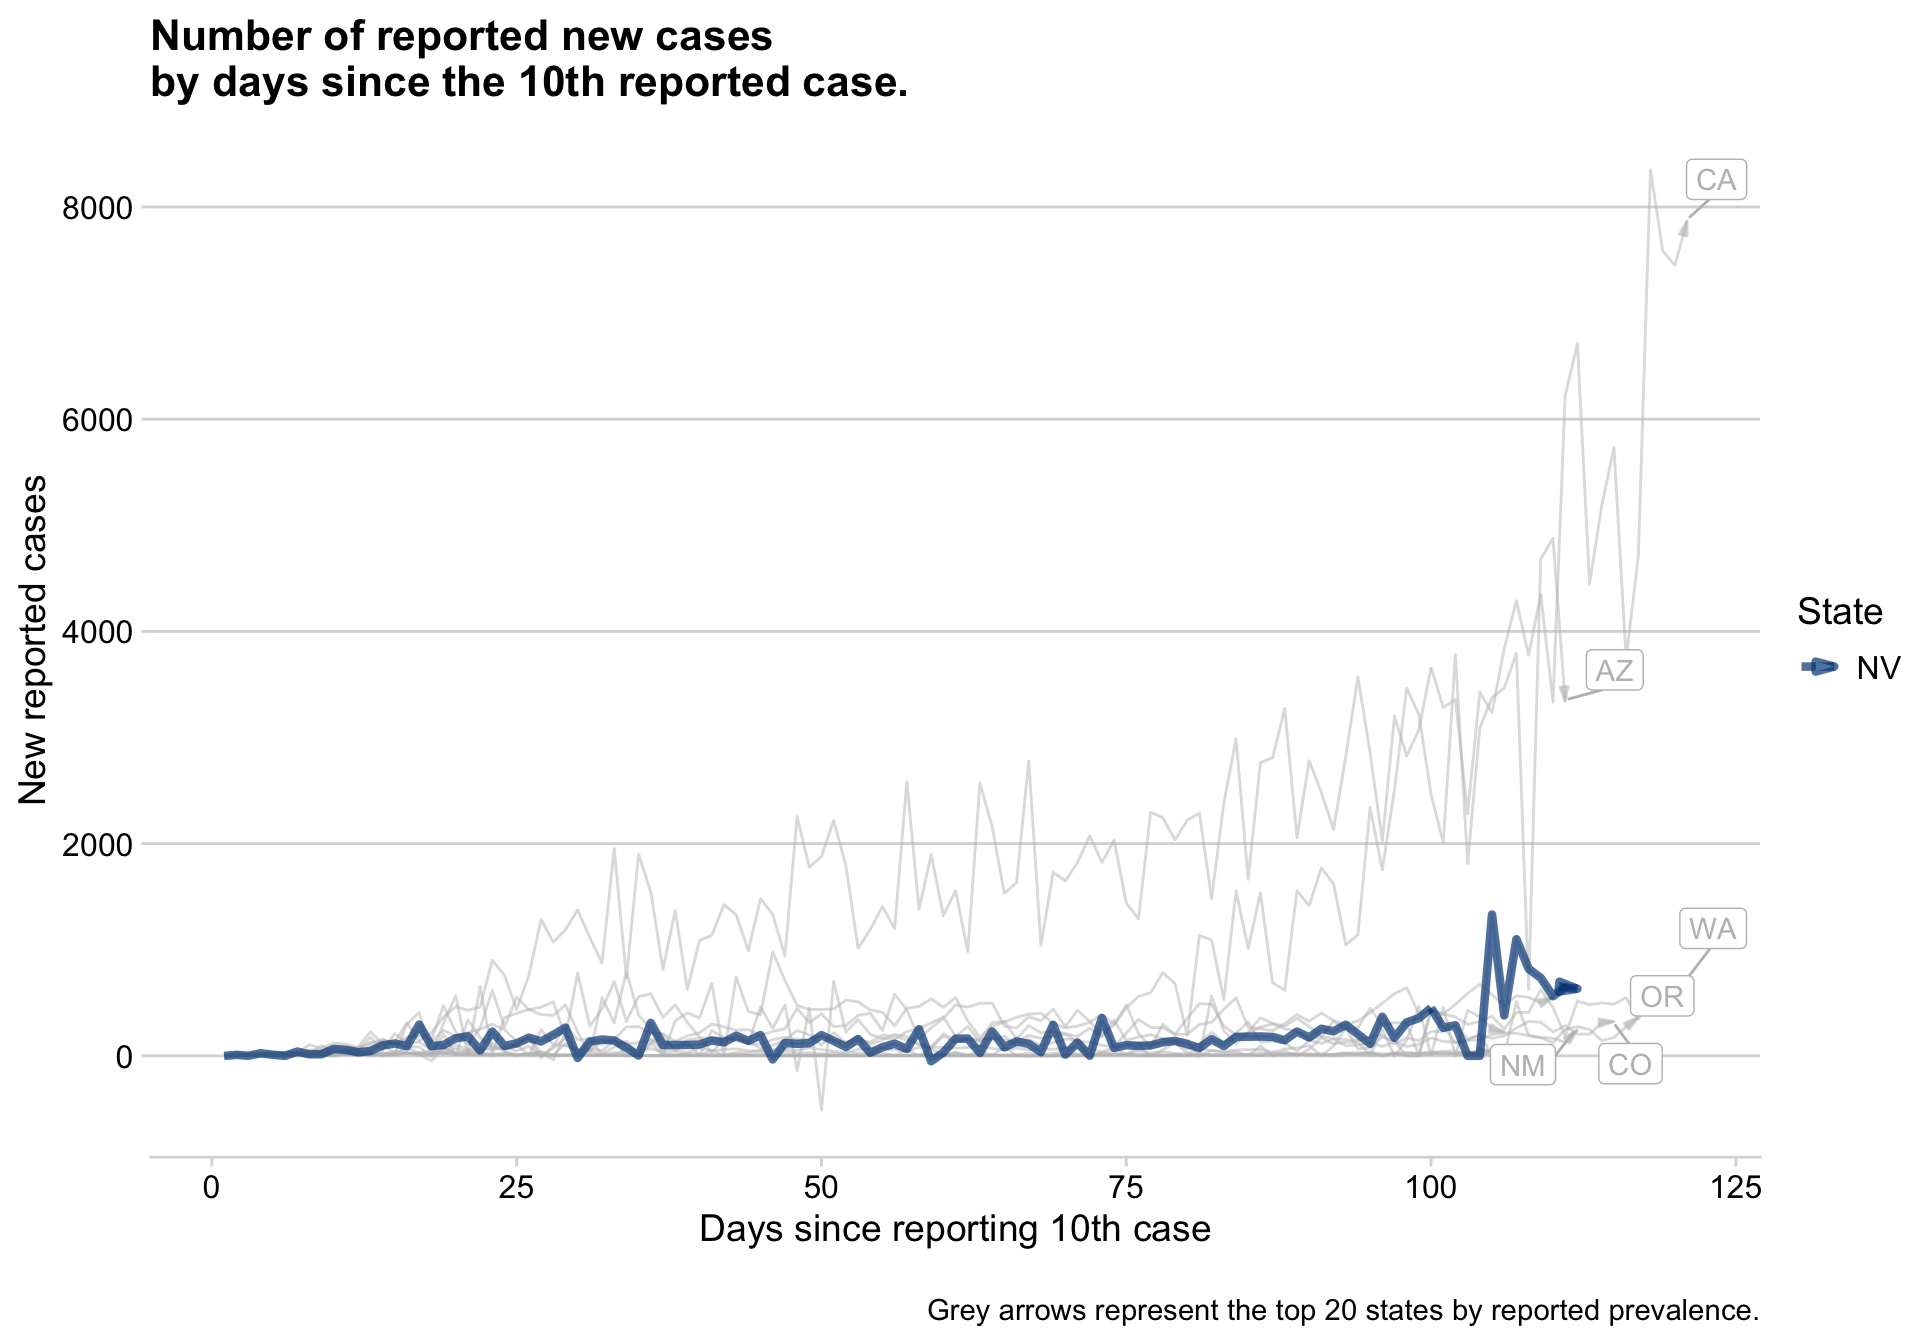 Number of reported new cases
by days since the 10th reported case.
New reported cases
8000
6000
4000
2000
0
CA
AZ
WA
OR
NM
CO
State
NV
0
25
50
75
100
125
Days since reporting 10th case
Grey arrows represent the top 20 states by reported prevalence.